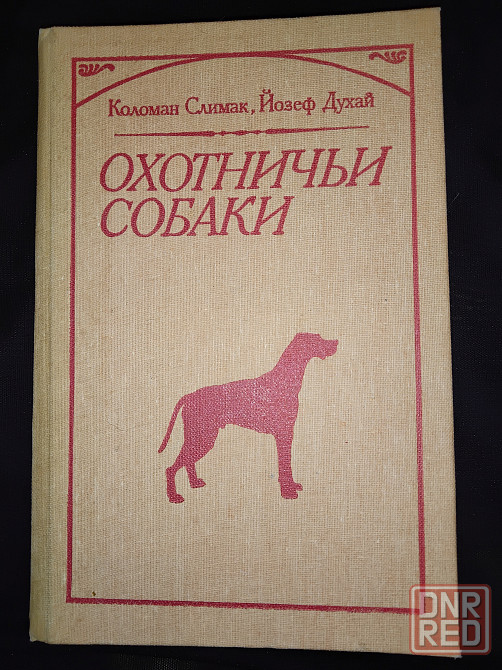 Коломан Слимак, Йозеф Духай
ОХОТНИЧЬИ
СОБАКИ
DNR
RED